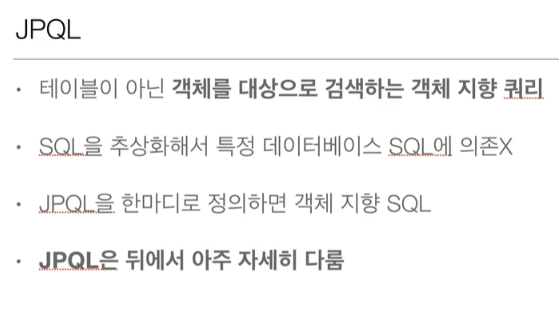 JPQL
• 테이블이 아닌 객체를 대상으로 검색하는 객체 지향 쿼리
• SQL을 추상화해서 특정 데이터베이스 SQL에 의존X
• JPQL을 한마디로 정의하면 객체 지향 SQL
• JPQL은 뒤에서 아주 자세히 다룸